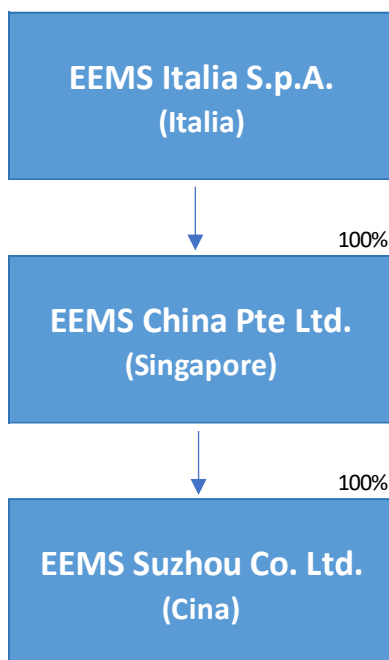 EEMS Italia S.p.A.
(Italia)
100%
EEMS China Pte Ltd.
(Singapore)
100%
EEMS Suzhou Co. Ltd.
(Cina)